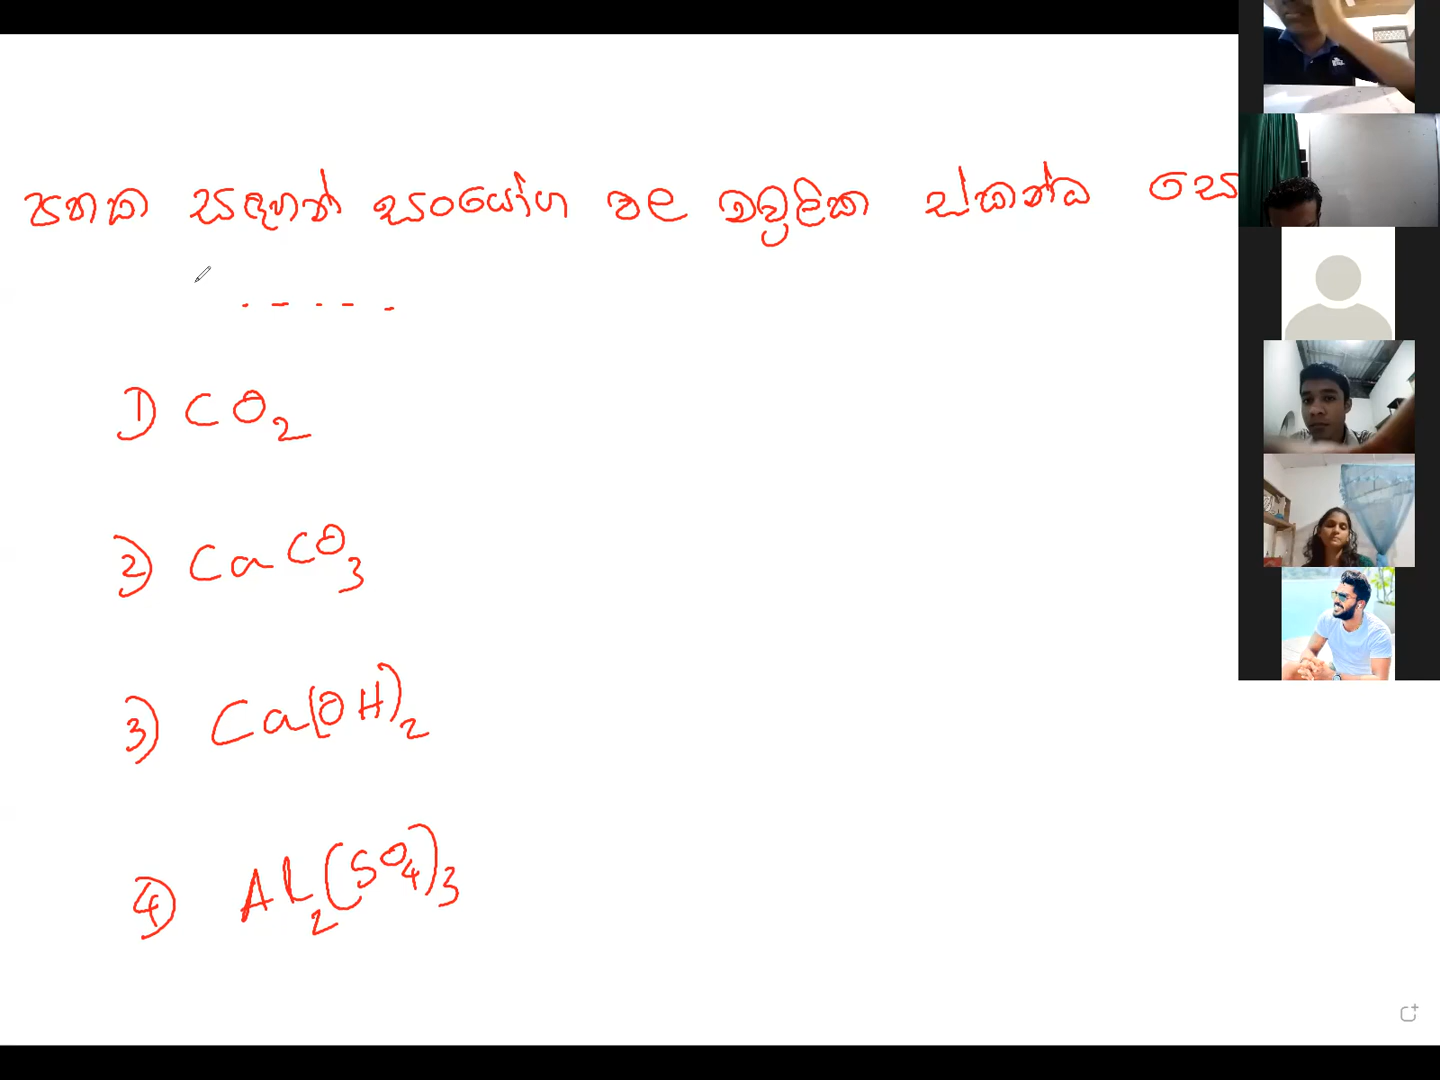 පහත සඳහන් සංයෝග වල මවුලික ස්කන්ධ සෙ
.....
1) CO₂
2) CaCO₃
3) Ca(OH)₂
4) Al₂(SO₄)₃